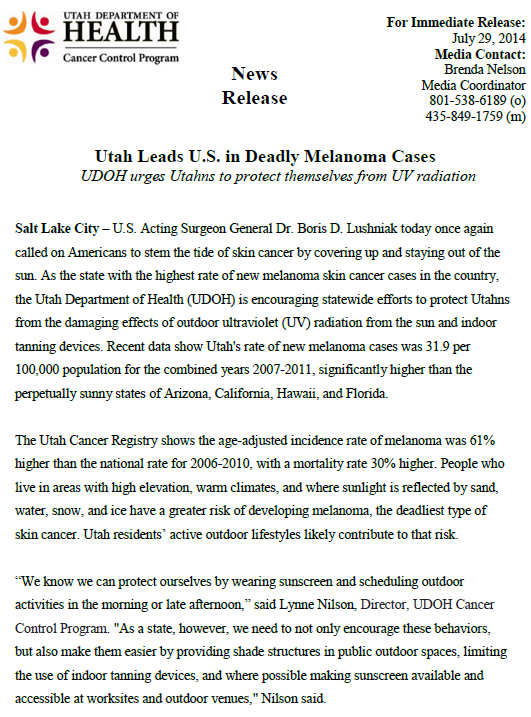 UTAH DEPARTMENT OF
HEALTH
Cancer Control Program
For Immediate Release:
July 29, 2014
Media Contact:
Brenda Nelson
Media Coordinator
801-538-6189 (o)
435-849-1759 (m)
News
Release
Utah Leads U.S. in Deadly Melanoma Cases
UDOH urges Utahns to protect themselves from UV radiation
Salt Lake City – U.S. Acting Surgeon General Dr. Boris D. Lushniak today once again
called on Americans to stem the tide of skin cancer by covering up and staying out of the
sun. As the state with the highest rate of new melanoma skin cancer cases in the country,
the Utah Department of Health (UDOH) is encouraging statewide efforts to protect Utahns
from the damaging effects of outdoor ultraviolet (UV) radiation from the sun and indoor
tanning devices. Recent data show Utah's rate of new melanoma cases was 31.9 per
100,000 population for the combined years 2007-2011, significantly higher than the
perpetually sunny states of Arizona, California, Hawaii, and Florida.
The Utah Cancer Registry shows the age-adjusted incidence rate of melanoma was 61%
higher than the national rate for 2006-2010, with a mortality rate 30% higher. People who
live in areas with high elevation, warm climates, and where sunlight is reflected by sand,
water, snow, and ice have a greater risk of developing melanoma, the deadliest type of
skin cancer. Utah residents’ active outdoor lifestyles likely contribute to that risk.
“We know we can protect ourselves by wearing sunscreen and scheduling outdoor
activities in the morning or late afternoon,” said Lynne Nilson, Director, UDOH Cancer
Control Program. "As a state, however, we need to not only encourage these behaviors,
but also make them easier by providing shade structures in public outdoor spaces, limiting
the use of indoor tanning devices, and where possible making sunscreen available and
accessible at worksites and outdoor venues," Nilson said.